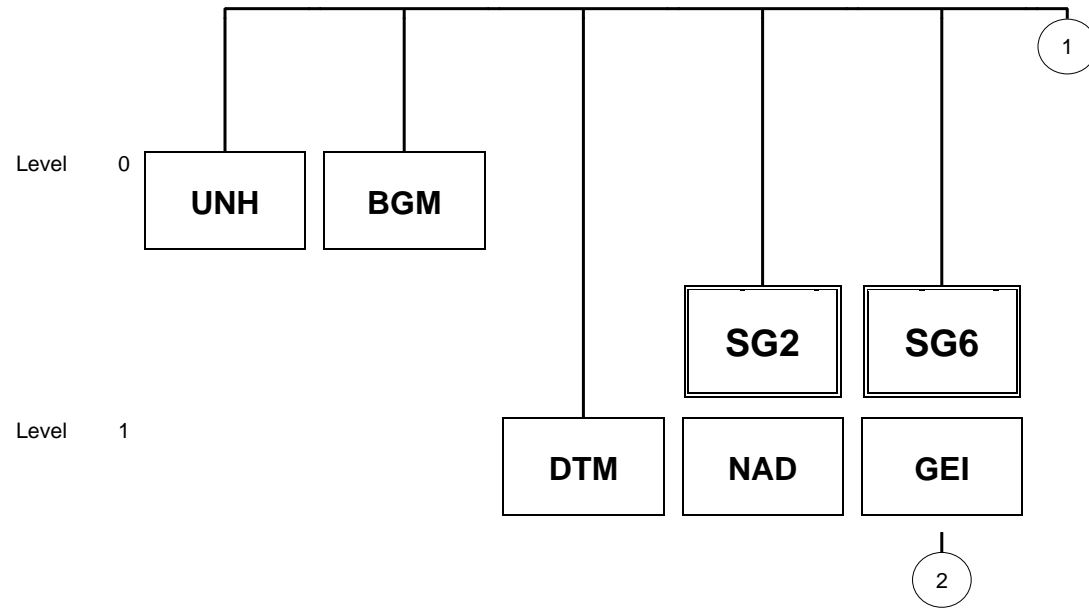 1
Level 0
UNH BGM
SG2 SG6
Level 1
DTM NAD GEI
2